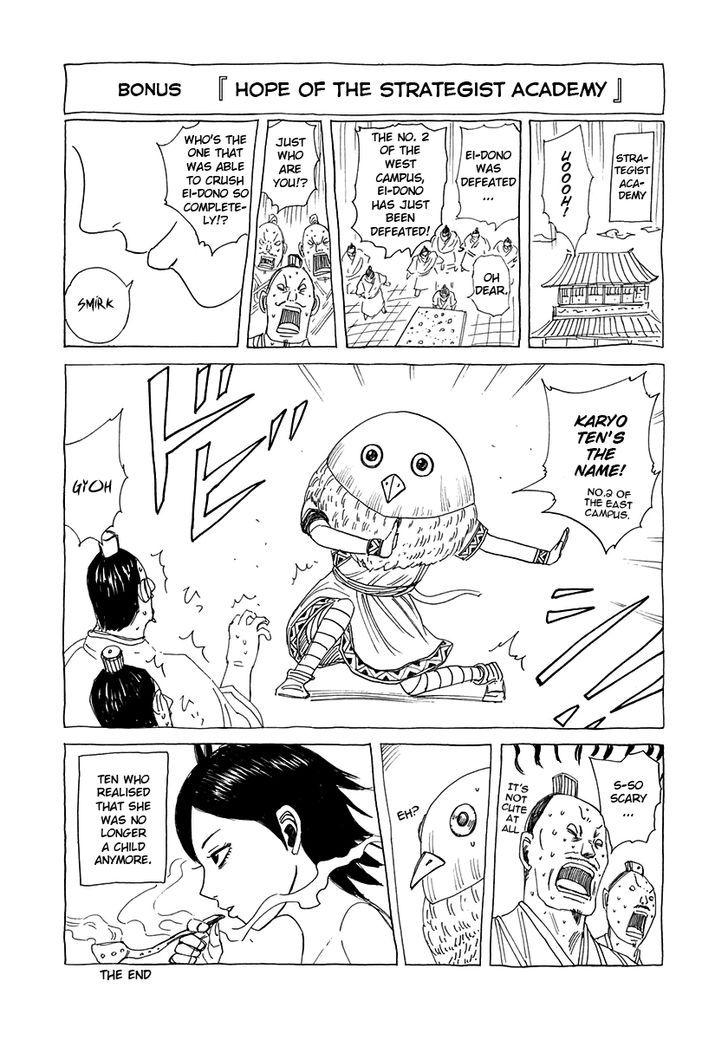 BONUS 『 HOPE OF THE STRATEGIST ACADEMY 』
STRA-
TEGIST
ACA-
DEMY
UOOOH!
EI-DONO
WAS
DEFEATED
...
OH
DEAR.
THE NO. 2
OF THE
WEST
CAMPUS,
EI-DONO
HAS JUST
BEEN
DEFEATED!
JUST
WHO
ARE
YOU!?
WHO'S THE
ONE THAT
WAS ABLE
TO CRUSH
EI-DONO SO
COMPLETE-
LY!?
SMIRK
KARYO
TEN'S
THE
NAME!
NO.2 OF
THE EAST
CAMPUS.
ドドーン
GYOH
S-SO
SCARY
...
IT'S
NOT
CUTE AT
ALL
EH?
TEN WHO
REALISED
THAT SHE
WAS NO
LONGER
A CHILD
ANYMORE.
THE END